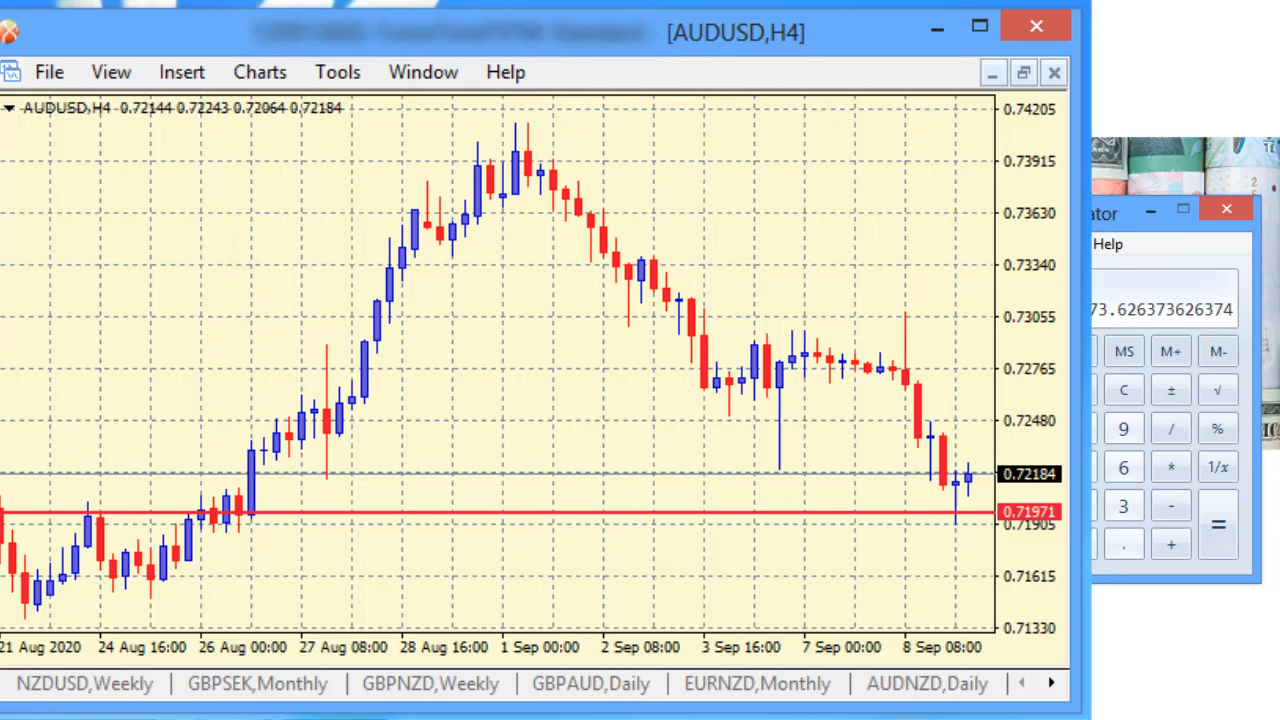 [AUDUSD,H4]
File View Insert Charts Tools Window Help
AUDUSD,H4 0.72144 0.72243 0.72064 0.72184
0.74205
0.73915
0.73630
0.73340
0.73055
0.72765
0.72480
0.72184
0.71971
0.71905
0.71615
0.71330
21 Aug 2020 24 Aug 16:00 26 Aug 00:00 27 Aug 08:00 28 Aug 16:00 1 Sep 00:00 2 Sep 08:00 3 Sep 16:00 7 Sep 00:00 8 Sep 08:00
NZDUSD,Weekly GBPSEK,Monthly GBPNZD,Weekly GBPAUD,Daily EURNZD,Monthly AUDNZD,Daily
ator
Help
73.626373626374
MS M+ M-
C ± √
9 / %
6 * 1/x
3 - =
. +